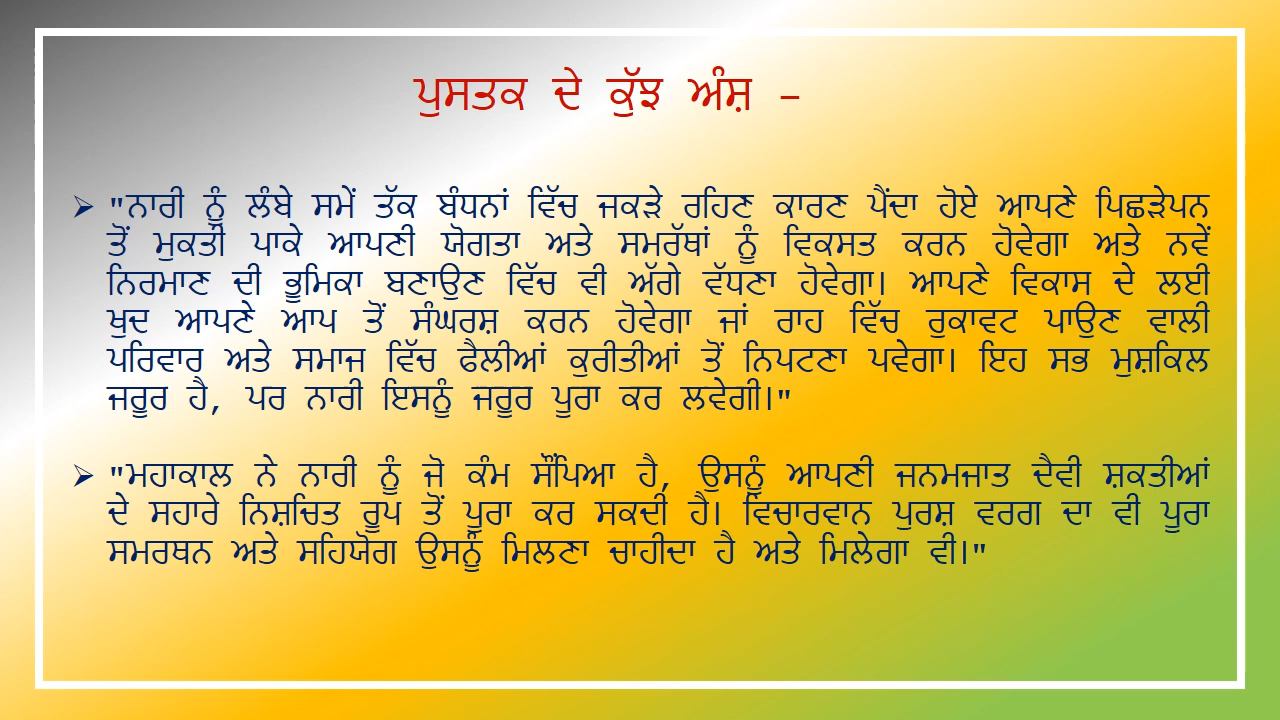 ਪੁਸਤਕ ਦੇ ਕੁੱਝ ਅੰਸ਼ –
➢ "ਨਾਰੀ ਨੂੰ ਲੰਬੇ ਸਮੇਂ ਤੱਕ ਬੰਧਨਾਂ ਵਿੱਚ ਜਕੜੇ ਰਹਿਣ ਕਾਰਣ ਪੈਂਦਾ ਹੋਏ ਆਪਣੇ ਪਿਛੜੇਪਨ
ਤੋਂ ਮੁਕਤੀ ਪਾਕੇ ਆਪਣੀ ਯੋਗਤਾ ਅਤੇ ਸਮਰੱਥਾਂ ਨੂੰ ਵਿਕਸਤ ਕਰਨ ਹੋਵੇਗਾ ਅਤੇ ਨਵੇਂ
ਨਿਰਮਾਣ ਦੀ ਭੂਮਿਕਾ ਬਣਾਉਣ ਵਿੱਚ ਵੀ ਅੱਗੇ ਵੱਧਣਾ ਹੋਵੇਗਾ। ਆਪਣੇ ਵਿਕਾਸ ਦੇ ਲਈ
ਖੁਦ ਆਪਣੇ ਆਪ ਤੋਂ ਸੰਘਰਸ਼ ਕਰਨ ਹੋਵੇਗਾ ਜਾਂ ਰਾਹ ਵਿੱਚ ਰੁਕਾਵਟ ਪਾਉਣ ਵਾਲੀ
ਪਰਿਵਾਰ ਅਤੇ ਸਮਾਜ ਵਿੱਚ ਫੈਲੀਆਂ ਕੁਰੀਤੀਆਂ ਤੋਂ ਨਿਪਟਣਾ ਪਵੇਗਾ। ਇਹ ਸਭ ਮੁਸ਼ਕਿਲ
ਜਰੂਰ ਹੈ, ਪਰ ਨਾਰੀ ਇਸਨੂੰ ਜਰੂਰ ਪੂਰਾ ਕਰ ਲਵੇਗੀ।"
➢ "ਮਹਾਕਾਲ ਨੇ ਨਾਰੀ ਨੂੰ ਜੋ ਕੰਮ ਸੌਂਪਿਆ ਹੈ, ਉਸਨੂੰ ਆਪਣੀ ਜਨਮਜਾਤ ਦੈਵੀ ਸ਼ਕਤੀਆਂ
ਦੇ ਸਹਾਰੇ ਨਿਸ਼ਚਿਤ ਰੂਪ ਤੋਂ ਪੂਰਾ ਕਰ ਸਕਦੀ ਹੈ। ਵਿਚਾਰਵਾਨ ਪੁਰਸ਼ ਵਰਗ ਦਾ ਵੀ ਪੂਰਾ
ਸਮਰਥਨ ਅਤੇ ਸਹਿਯੋਗ ਉਸਨੂੰ ਮਿਲਣਾ ਚਾਹੀਦਾ ਹੈ ਅਤੇ ਮਿਲੇਗਾ ਵੀ।"